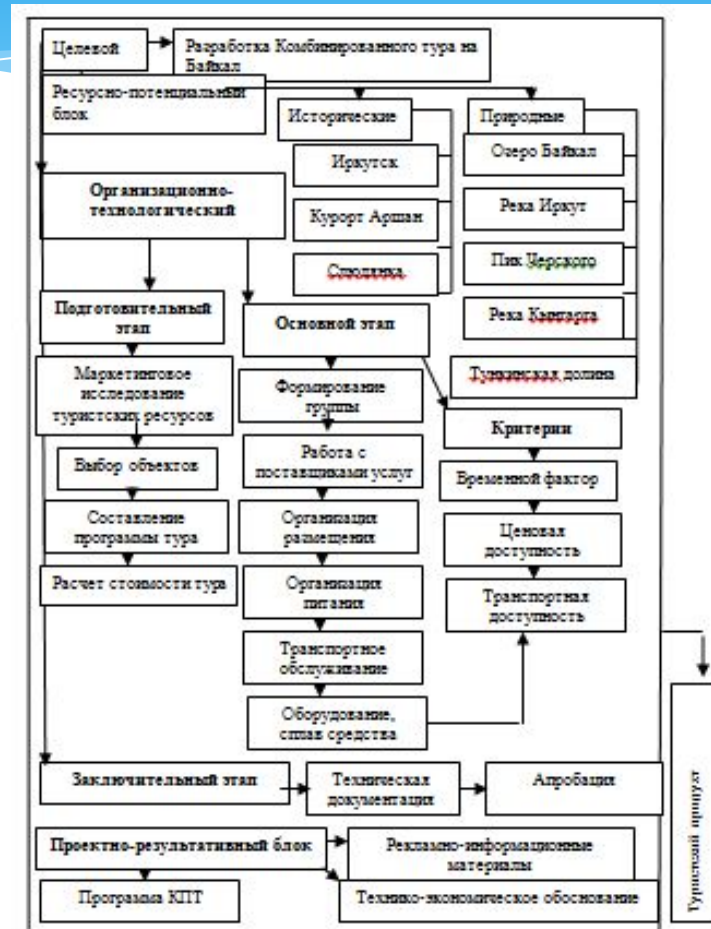 Целевой
Разработка Комбинированного тура на
Байкал
Ресурсно-потенциальный
блок
Исторические
Природные
Иркутск
Озеро Байкал
Курорт Аршан
Река Иркут
Слюдянка
Пик Черского
Река Кынгарга
Тункинская долина
Организационно-
технологический
Подготовительный
этап
Основной этап
Маркетинговое
исследование
туристских ресурсов
Выбор объектов
Составление
программы тура
Расчет стоимости тура
Формирование
группы
Работа с
поставщиками услуг
Организация
размещения
Организация
питания
Транспортное
обслуживание
Оборудование,
сплав средства
Критерии
Временной фактор
Ценовая
доступность
Транспортная
доступность
Заключительный этап
Техническая
документация
Апробация
Проектно-результативный блок
Рекламно-информационные
материалы
Программа КПТ
Технико-экономическое обоснование
Туристский продукт